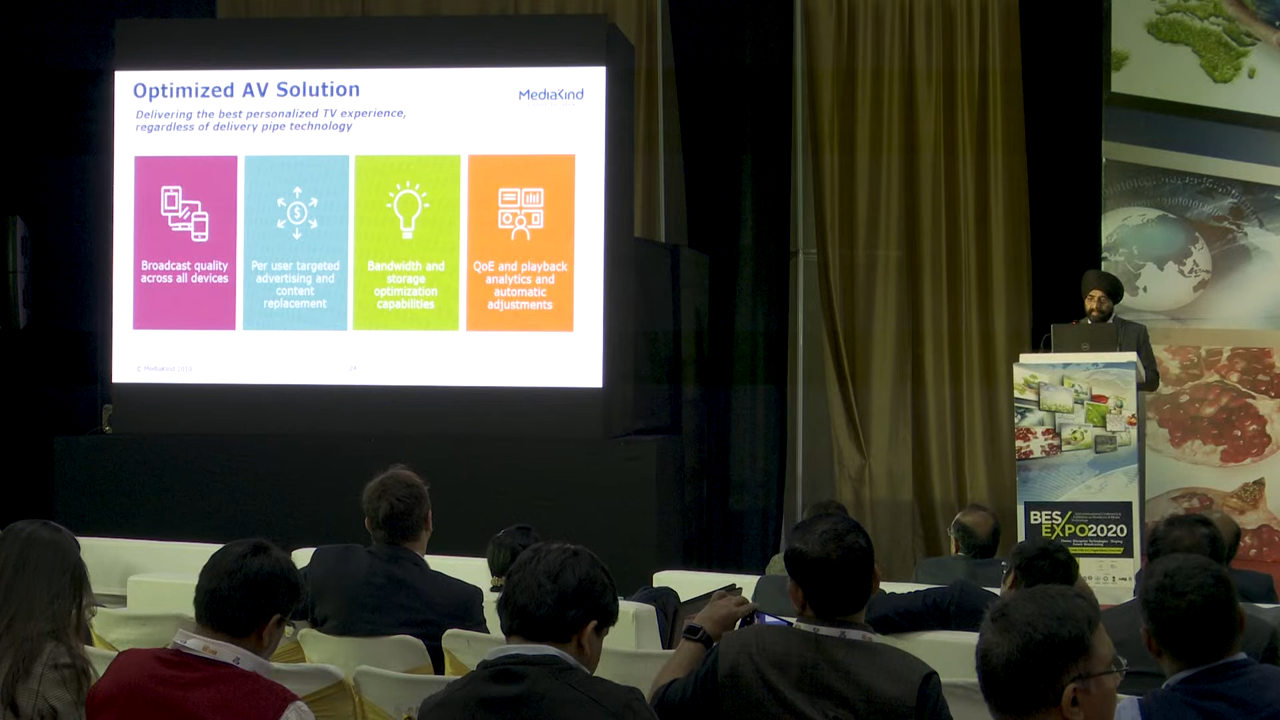 Optimized AV Solution
MediaKind
Delivering the best personalized TV experience,
regardless of delivery pipe technology
Broadcast quality
across all devices
Per user targeted
advertising and
content
replacement
Bandwidth and
storage
optimization
capabilities
QoE and playback
analytics and
automatic
adjustments
BES/
EXPO2020